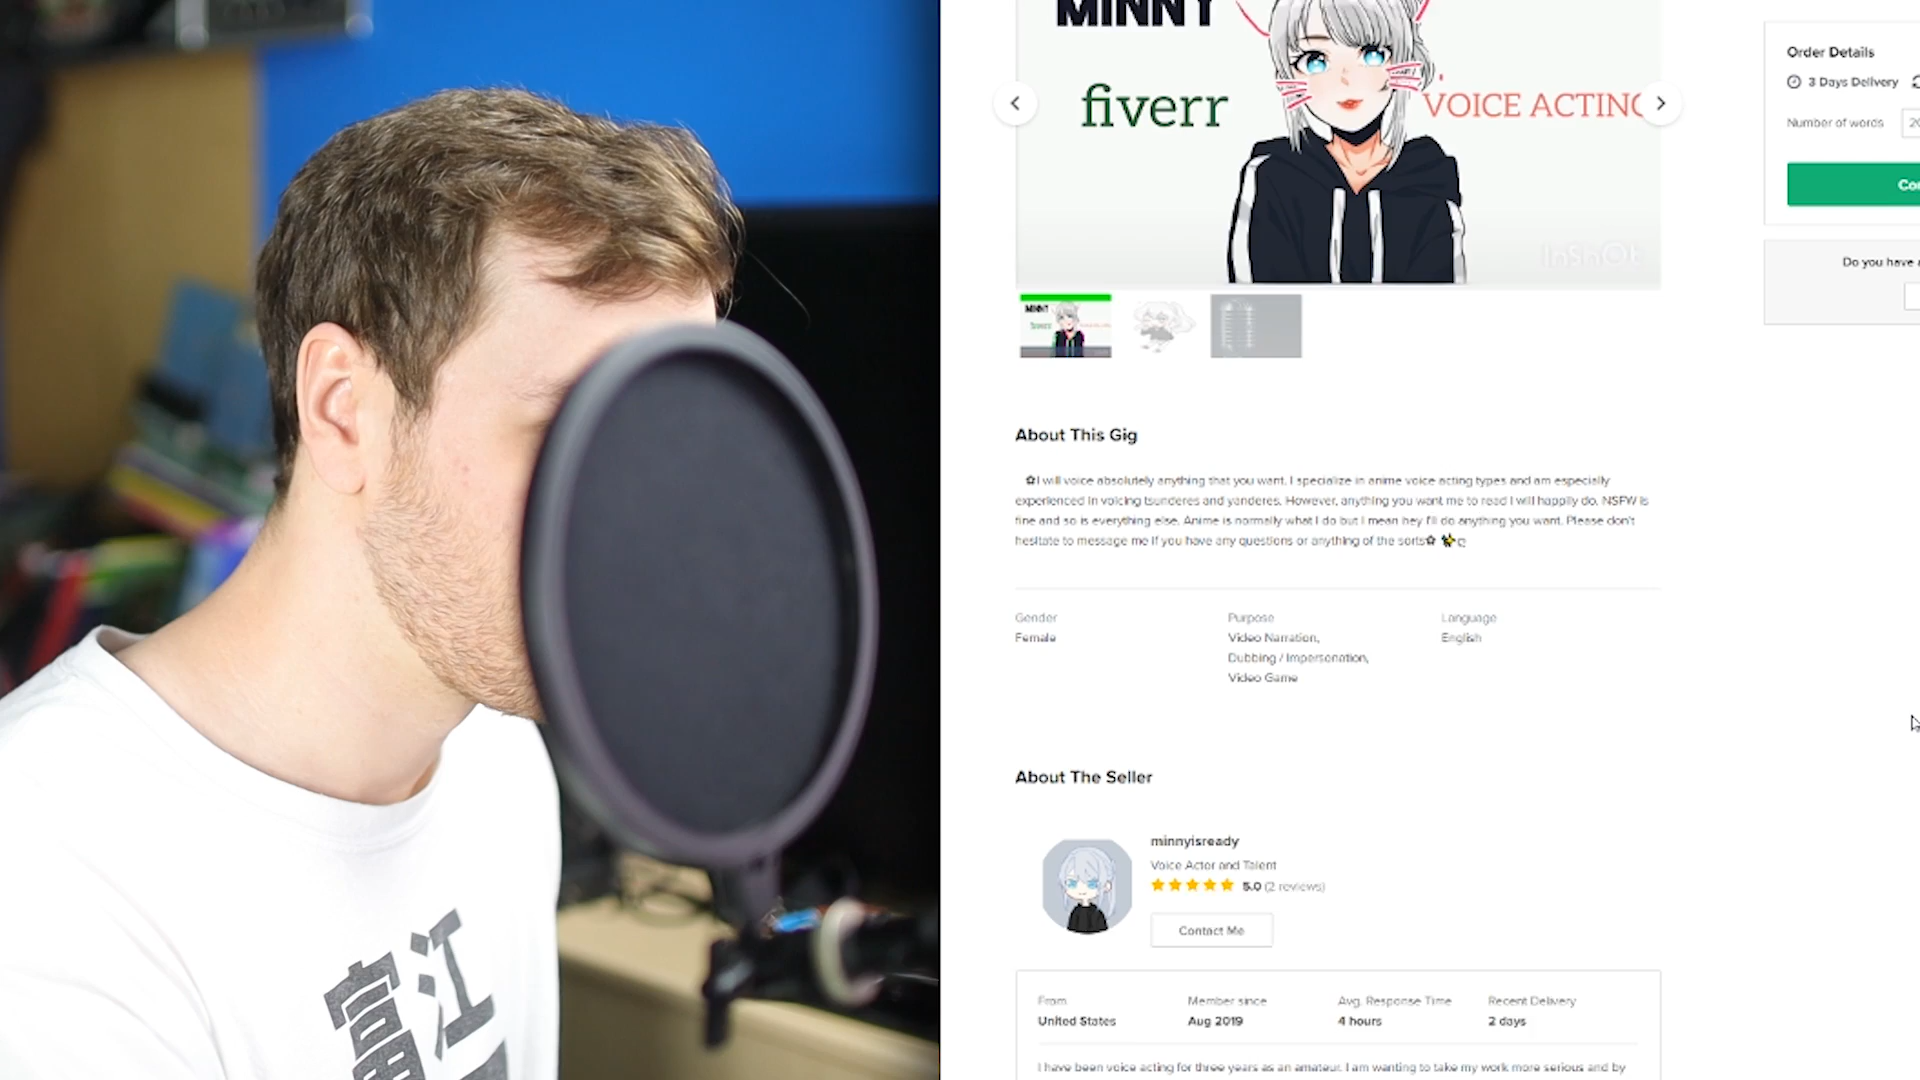 MINNY
fiverr
VOICE ACTING
InShOt
Order Details
3 Days Delivery
Number of words
Do you have
About This Gig
✿I will voice absolutely anything that you want. I specialize in anime voice acting types and am especially
experienced in voicing tsunderes and yanderes. However, anything you want me to read I will happily do. NSFW is
fine and so is everything else. Anime is normally what I do but I mean hey I'll do anything you want. Please don't
hesitate to message me if you have any questions or anything of the sorts✿
Gender
Purpose
Language
Female
Video Narration,
English
Dubbing / Impersonation,
Video Game
About The Seller
minnyisready
Voice Actor and Talent
★★★★★ 5.0 (2 reviews)
Contact Me
From
Member since
Avg. Response Time
Recent Delivery
United States
Aug 2019
4 hours
2 days
I have been voice acting for three years as an amateur. I am wanting to take my work more serious and by
富江